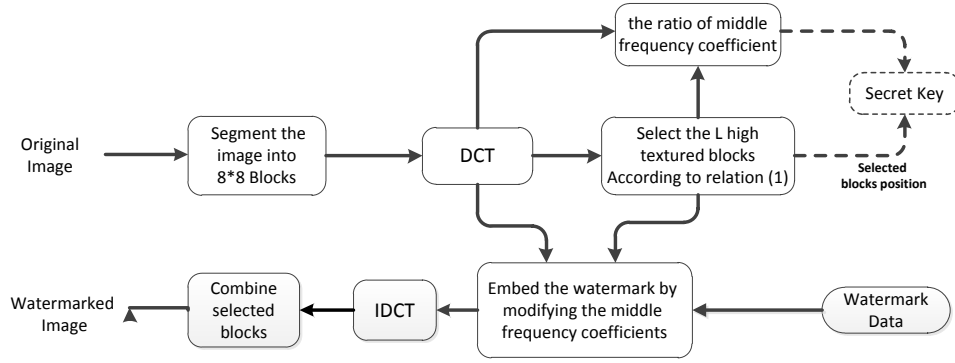 the ratio of middle
frequency coefficient
Secret Key
Original
Image
Segment the
image into
8*8 Blocks
DCT
Select the L high
textured blocks
According to relation (1)
Selected
blocks position
Watermarked
Image
Combine
selected
blocks
IDCT
Embed the watermark by
modifying the middle
frequency coefficients
Watermark
Data